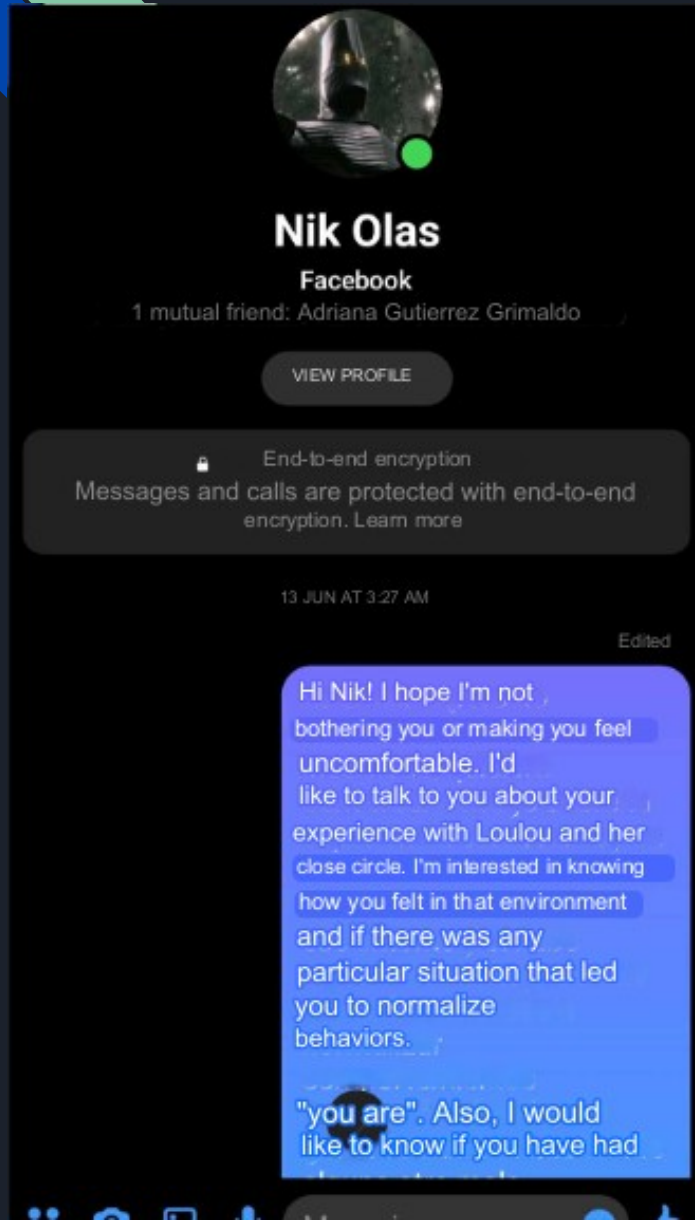 Nik Olas
Facebook
1 mutual friend: Adriana Gutierrez Grimaldo
VIEW PROFILE
End-to-end encryption
Messages and calls are protected with end-to-end
encryption. Learn more
13 JUN AT 3:27 AM
Edited
Hi Nik! I hope I'm not
bothering you or making you feel
uncomfortable. I'd
like to talk to you about your
experience with Loulou and her
close circle. I'm interested in knowing
how you felt in that environment
and if there was any
particular situation that led
you to normalize
behaviors.
"you are". Also, I would
like to know if you have had